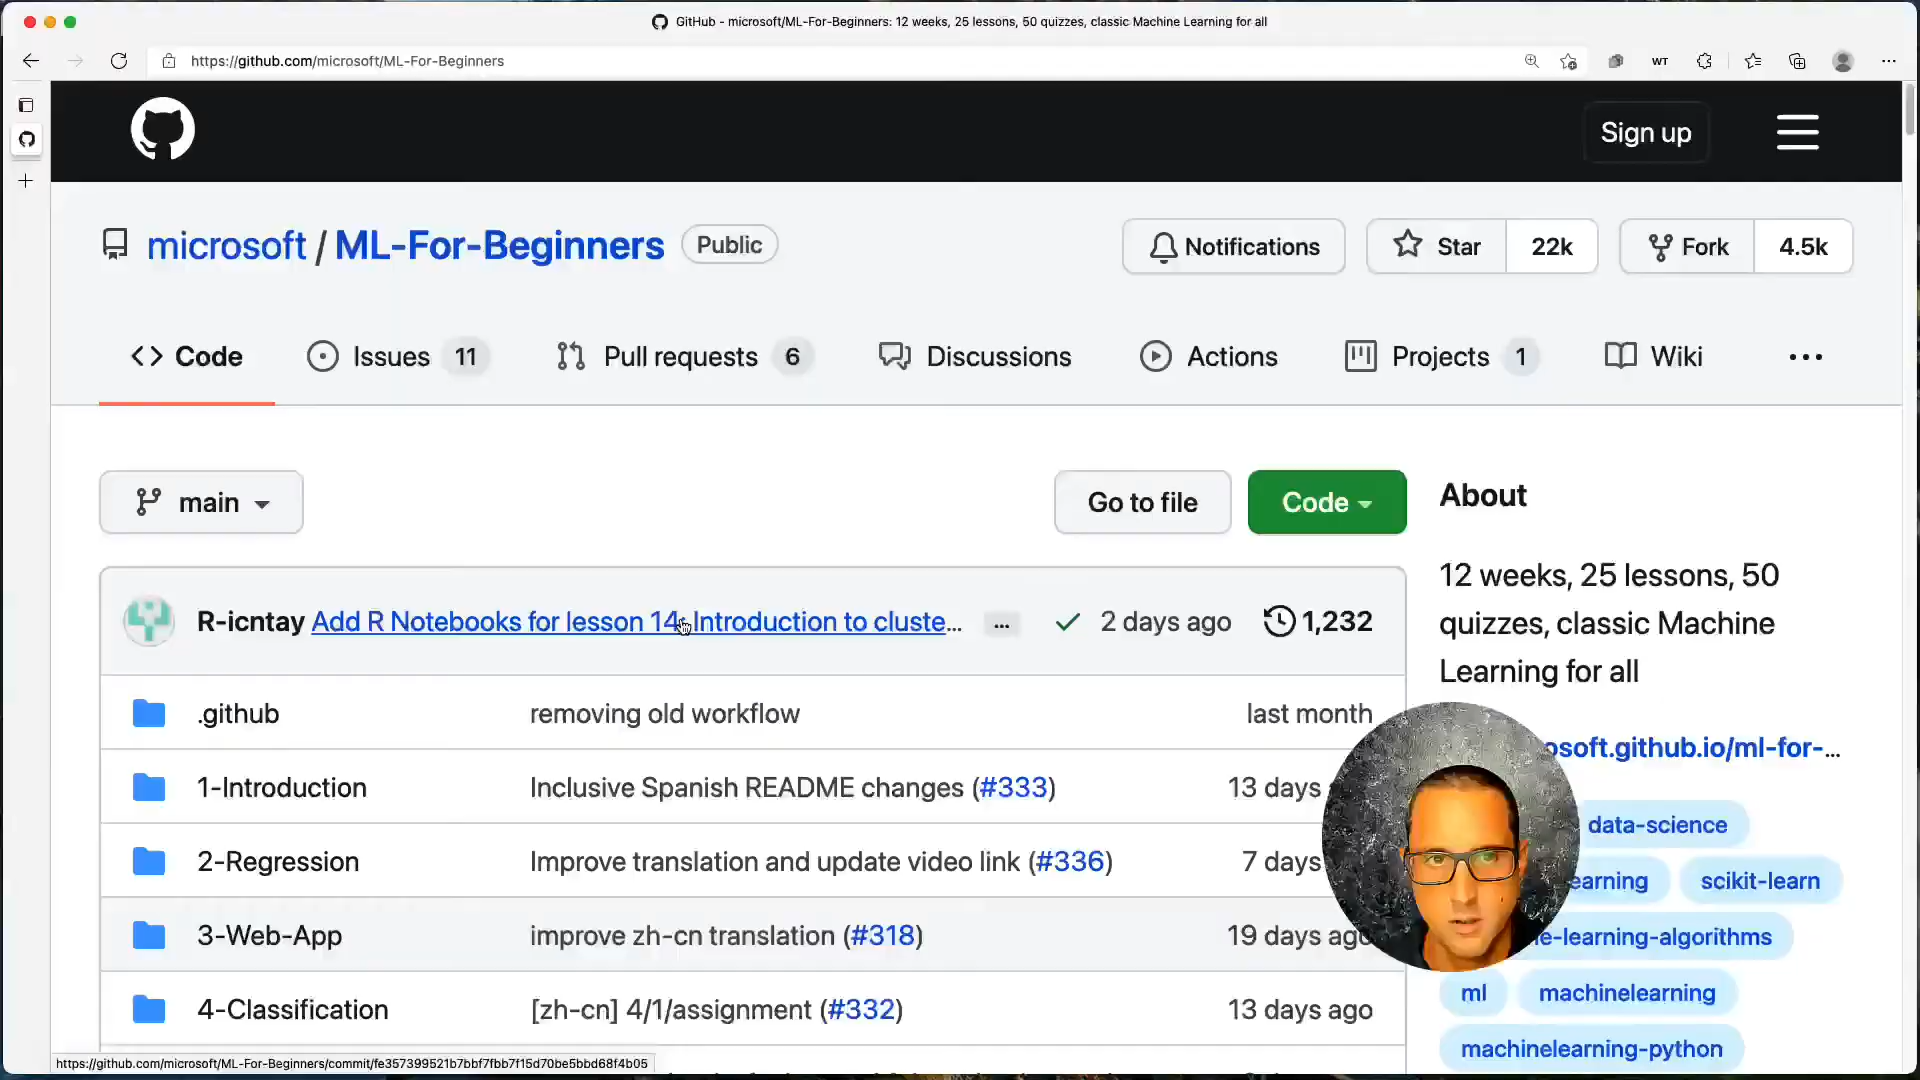 GitHub - microsoft/ML-For-Beginners: 12 weeks, 25 lessons, 50 quizzes, classic Machine Learning for all
https://github.com/microsoft/ML-For-Beginners
WT
Sign up
microsoft / ML-For-Beginners Public
Notifications Star 22k Fork 4.5k
Code Issues 11 Pull requests 6 Discussions Actions Projects 1 Wiki
main Go to file Code
R-icntay Add R Notebooks for lesson 14: Introduction to cluste... 2 days ago 1,232
.github removing old workflow last month
1-Introduction Inclusive Spanish README changes (#333) 13 days
2-Regression Improve translation and update video link (#336) 7 days
3-Web-App improve zh-cn translation (#318) 19 days ago
4-Classification [zh-cn] 4/1/assignment (#332) 13 days ago
About
12 weeks, 25 lessons, 50
quizzes, classic Machine
Learning for all
osoft.github.io/ml-for-...
data-science
earning scikit-learn
e-learning-algorithms
ml machinelearning
machinelearning-python
https://github.com/microsoft/ML-For-Beginners/commit/fe357399521b7bbf7fbb7f15d70be5bbd68f4b05